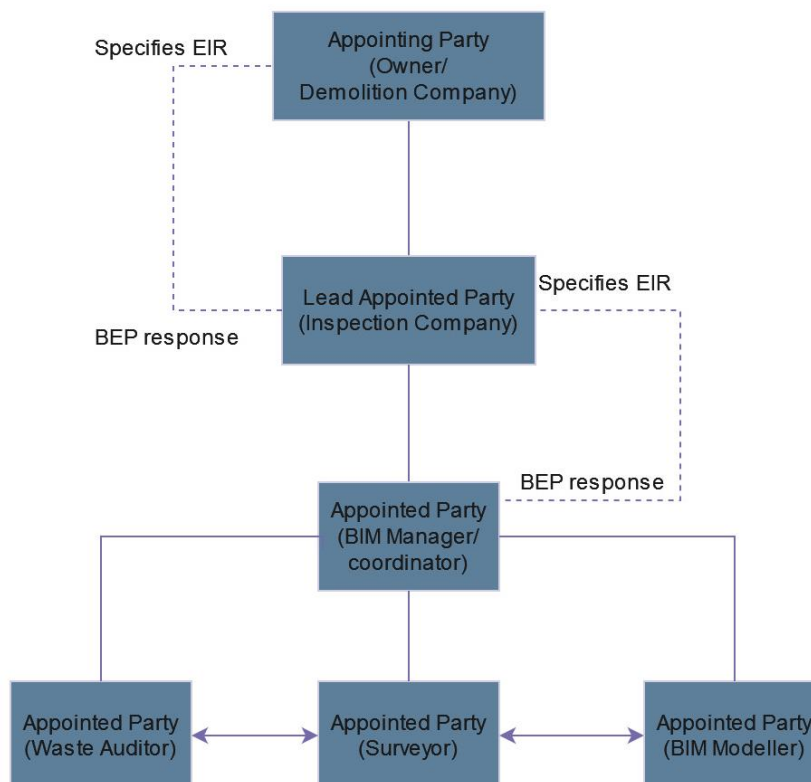 Specifies EIR
Appointing Party
(Owner/
Demolition Company)
Specifies EIR
Lead Appointed Party
(Inspection Company)
BEP response
BEP response
Appointed Party
(BIM Manager/
coordinator)
Appointed Party
(Waste Auditor)
Appointed Party
(Surveyor)
Appointed Party
(BIM Modeller)